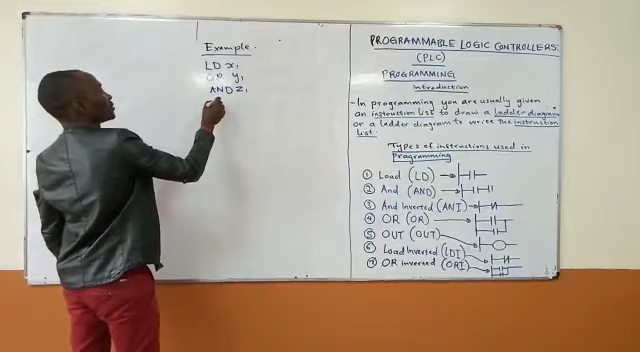 Example.
LD x1
OR y1
AND Z1
PROGRAMMABLE LOGIC CONTROLLERS:
(PLC)
PROGRAMMING
Introduction
- In programming you are usually given
an instruction list to draw a ladder diagram
or a ladder diagram to write the instruction
list.
Types of instructions used in
programming
① Load (LD)
② And (AND)
③ And Inverted (ANI)
④ OR (OR)
⑤ OUT (OUT)
⑥ Load Inverted (LDI)
⑦ OR inverted (ORI)